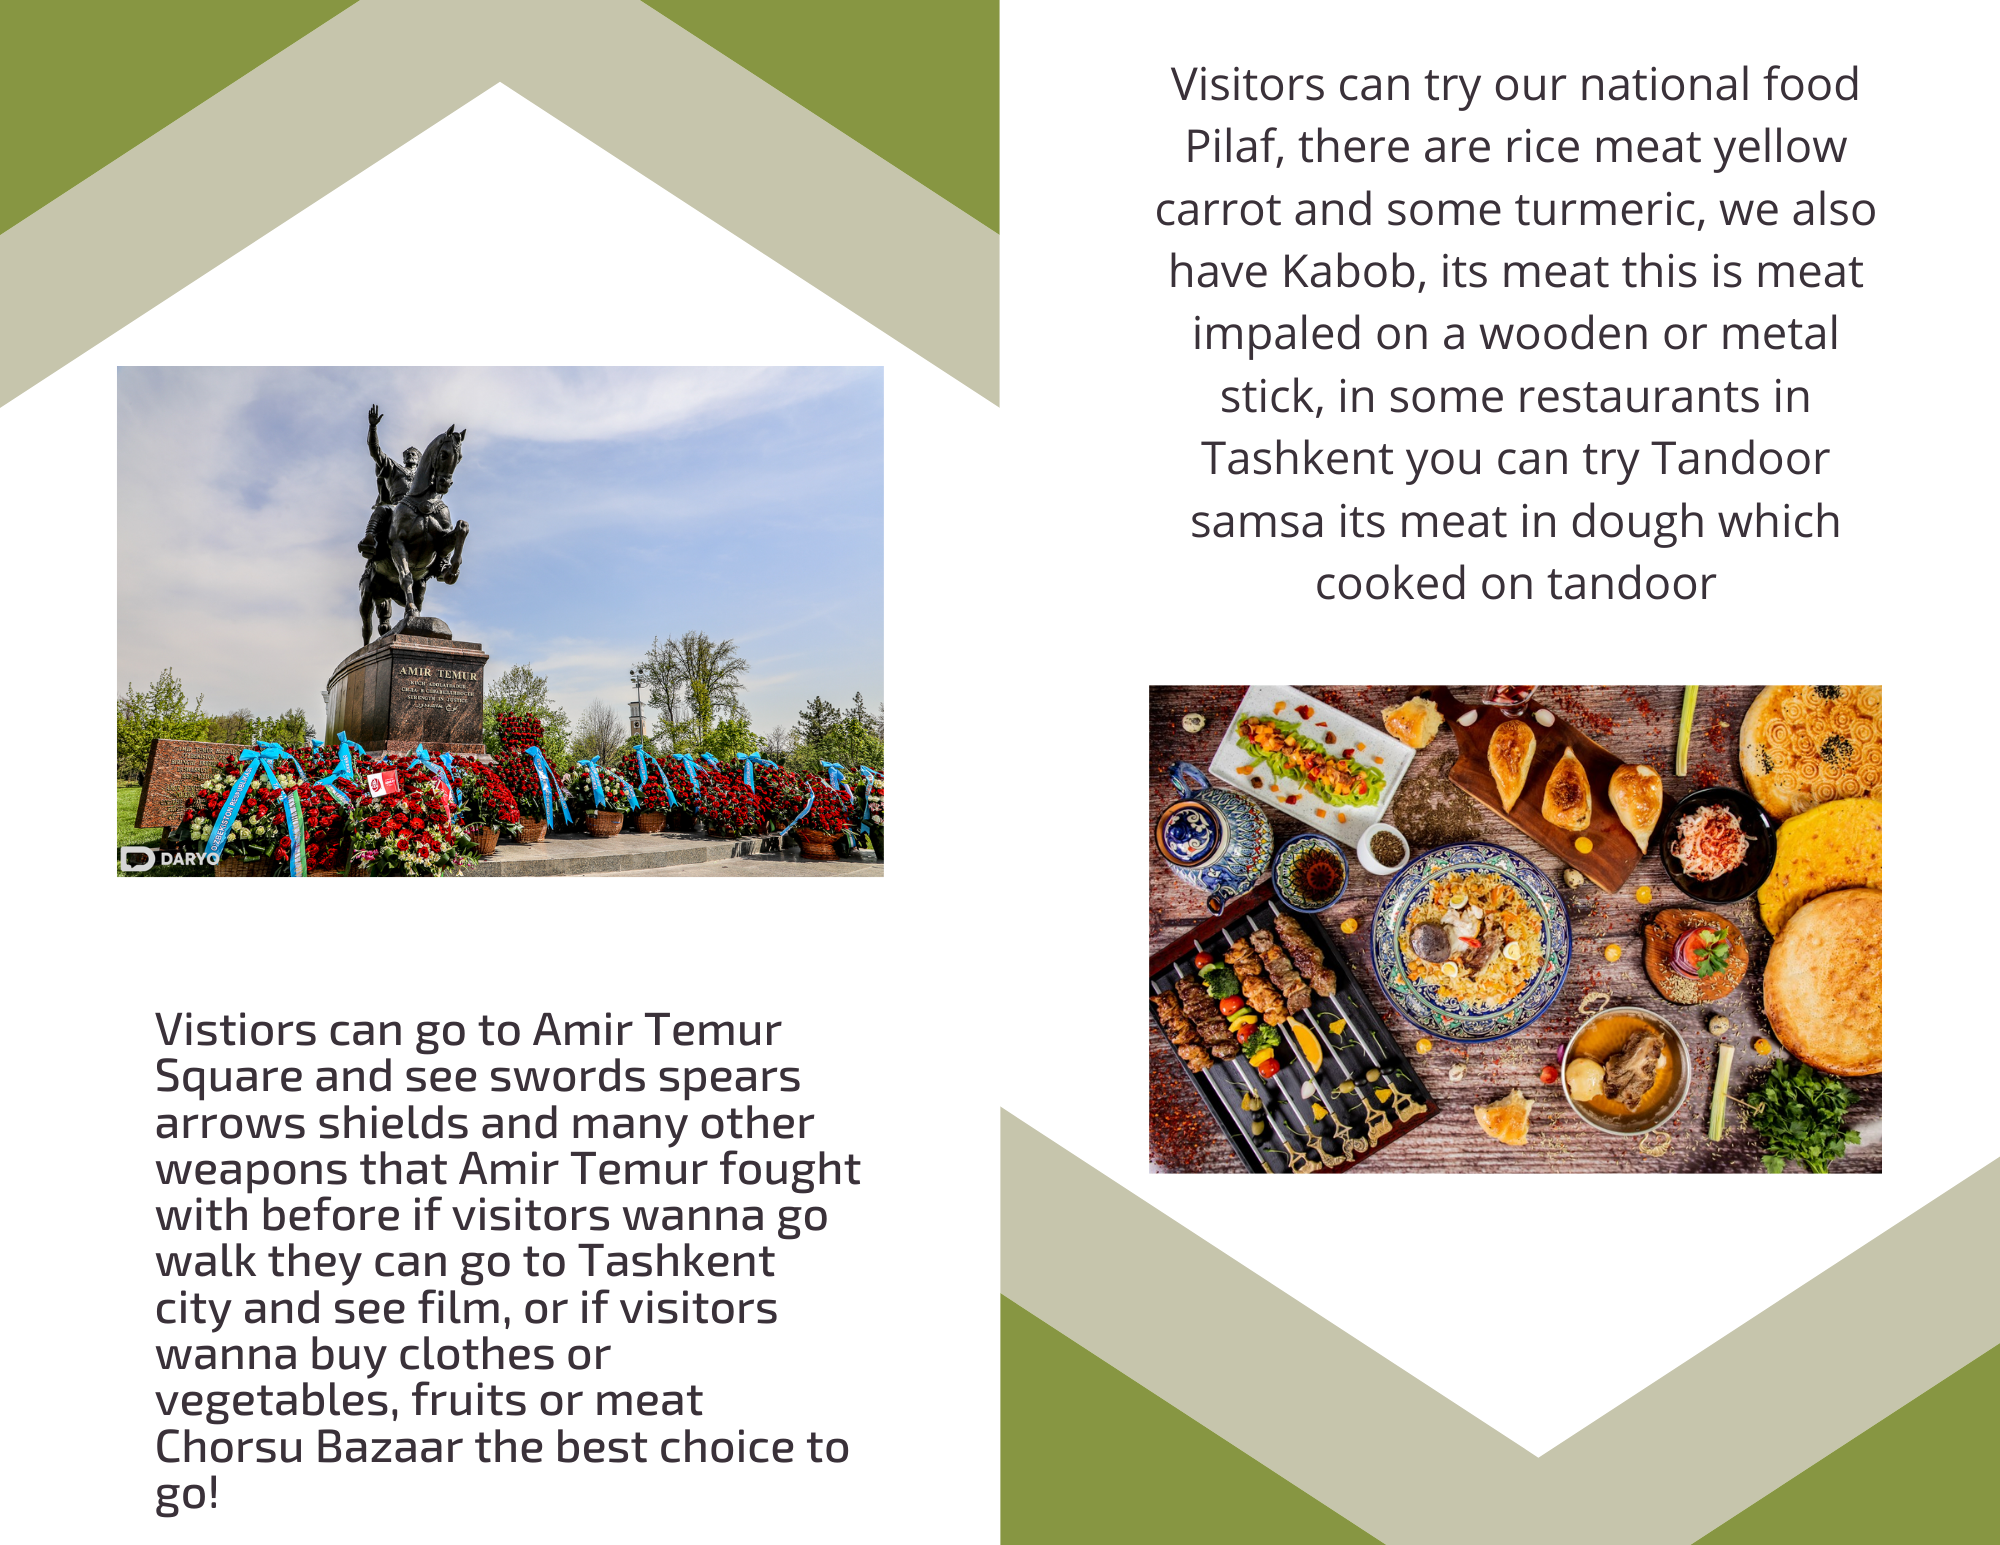 AMIR TEMUR
STRENGTH IN JUSTICE
DARYO
Vistiors can go to Amir Temur
Square and see swords spears
arrows shields and many other
weapons that Amir Temur fought
with before if visitors wanna go
walk they can go to Tashkent
city and see film, or if visitors
wanna buy clothes or
vegetables, fruits or meat
Chorsu Bazaar the best choice to
go!
Visitors can try our national food
Pilaf, there are rice meat yellow
carrot and some turmeric, we also
have Kabob, its meat this is meat
impaled on a wooden or metal
stick, in some restaurants in
Tashkent you can try Tandoor
samsa its meat in dough which
cooked on tandoor